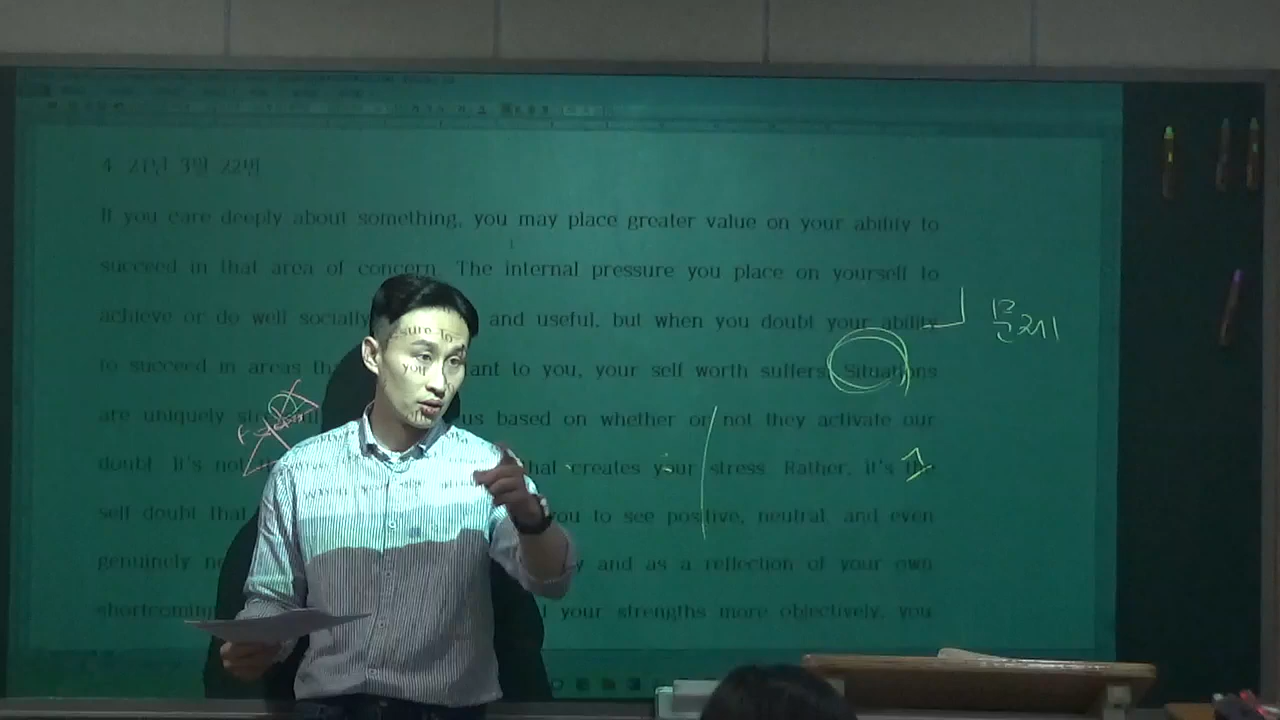 4. 21년 3월 22번
If you care deeply about something, you may place greater value on your ability to
succeed in that area of concern. The internal pressure you place on yourself to
achieve or do well socially and useful, but when you doubt your ability
to succeed in areas ant to you, your self worth suffers. Situations
are uniquely us based on whether or not they activate our
doubt. It's not that creates your stress. Rather, it's the
self doubt that you to see positive, neutral, and even
genuinely and as a reflection of your own
your strengths more objectively, you
sure to
you
문제